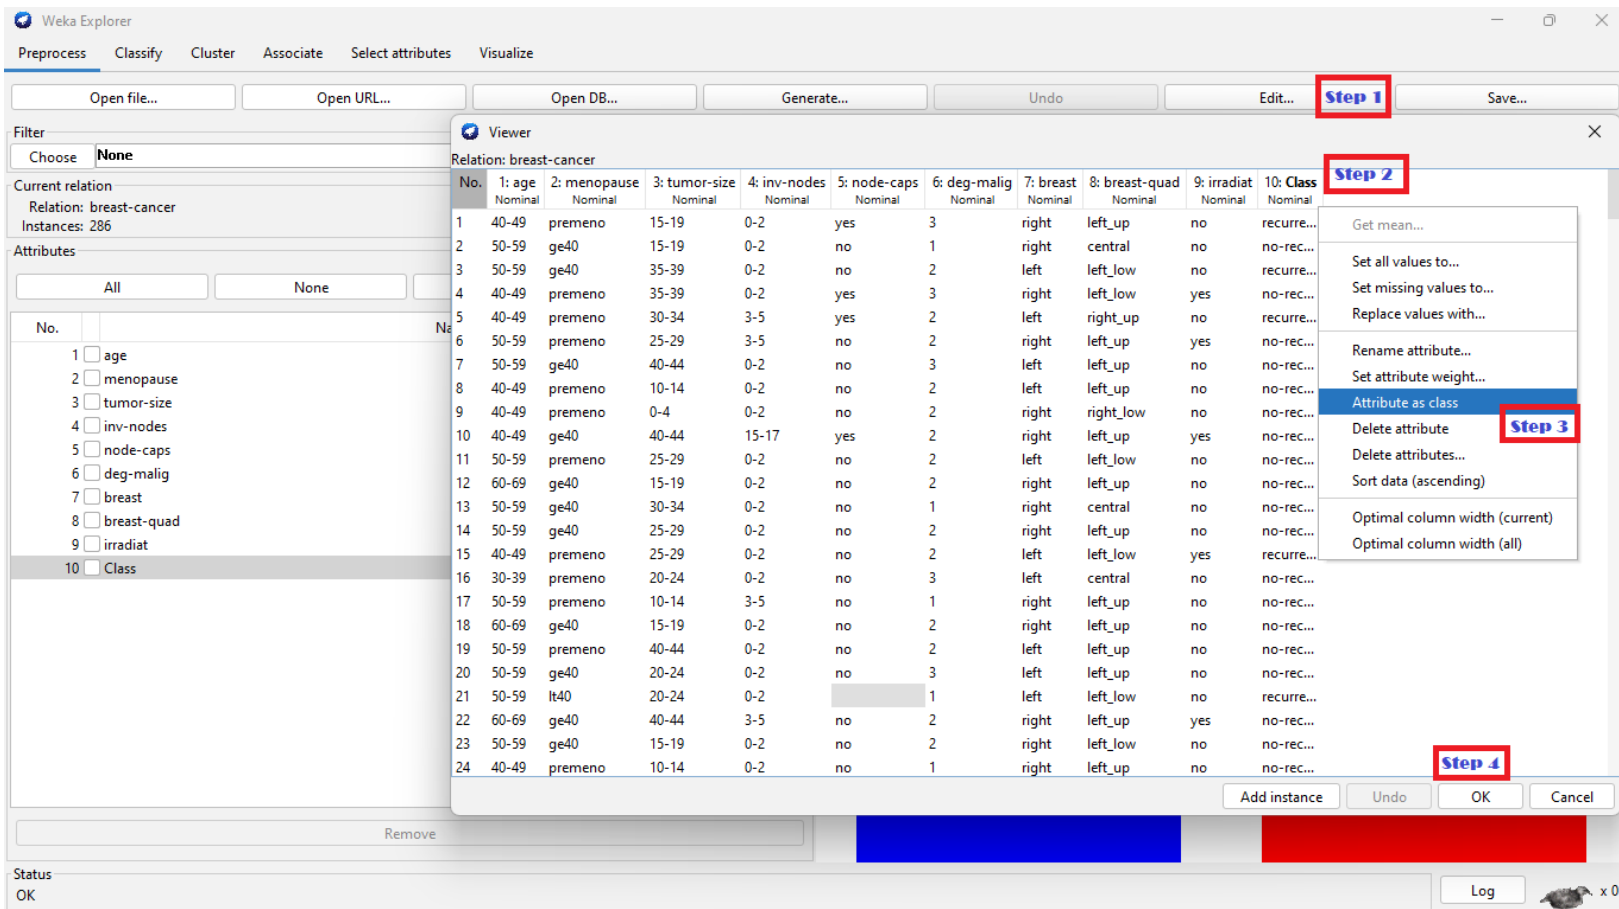 Weka Explorer
Preprocess Classify Cluster Associate Select attributes Visualize
Open file... Open URL... Open DB... Generate... Undo Edit... Step 1 Save...
Filter
Choose None
Current relation
Relation: breast-cancer
Instances: 286
Attributes
All None
No. Na
1 age
2 menopause
3 tumor-size
4 inv-nodes
5 node-caps
6 deg-malig
7 breast
8 breast-quad
9 irradiat
10 Class
Remove
Status
OK
Log x 0
Viewer
Relation: breast-cancer
No. 1: age 2: menopause 3: tumor-size 4: inv-nodes 5: node-caps 6: deg-malig 7: breast 8: breast-quad 9: irradiat 10: Class
Nominal Nominal Nominal Nominal Nominal Nominal Nominal Nominal Nominal Nominal
1 40-49 premeno 15-19 0-2 yes 3 right left_up no recurre...
2 50-59 ge40 15-19 0-2 no 1 right central no no-rec...
3 50-59 ge40 35-39 0-2 no 2 left left_low no recurre...
4 40-49 premeno 35-39 0-2 yes 3 right left_low yes no-rec...
5 40-49 premeno 30-34 3-5 yes 2 left right_up no recurre...
6 50-59 premeno 25-29 3-5 no 2 right left_up yes no-rec...
7 50-59 ge40 40-44 0-2 no 3 left left_up no no-rec...
8 40-49 premeno 10-14 0-2 no 2 left left_up no no-rec...
9 40-49 premeno 0-4 0-2 no 2 right right_low no no-rec...
10 40-49 ge40 40-44 15-17 yes 2 right left_up yes no-rec...
11 50-59 premeno 25-29 0-2 no 2 left left_low no no-rec...
12 60-69 ge40 15-19 0-2 no 2 right left_up no no-rec...
13 50-59 ge40 30-34 0-2 no 1 right central no no-rec...
14 50-59 ge40 25-29 0-2 no 2 right left_up no no-rec...
15 40-49 premeno 25-29 0-2 no 2 left left_low yes recurre...
16 30-39 premeno 20-24 0-2 no 3 left central no no-rec...
17 50-59 premeno 10-14 3-5 no 1 right left_up no no-rec...
18 60-69 ge40 15-19 0-2 no 2 right left_up no no-rec...
19 50-59 premeno 40-44 0-2 no 2 left left_up no no-rec...
20 50-59 ge40 20-24 0-2 no 3 left left_up no no-rec...
21 50-59 lt40 20-24 0-2 1 left left_low no recurre...
22 60-69 ge40 40-44 3-5 no 2 right left_up yes no-rec...
23 50-59 ge40 15-19 0-2 no 2 right left_low no no-rec...
24 40-49 premeno 10-14 0-2 no 1 right left_up no no-rec...
Step 2
Get mean...
Set all values to...
Set missing values to...
Replace values with...
Rename attribute...
Set attribute weight...
Attribute as class
Step 3
Delete attribute
Delete attributes...
Sort data (ascending)
Optimal column width (current)
Optimal column width (all)
Step 4
Add instance Undo OK Cancel